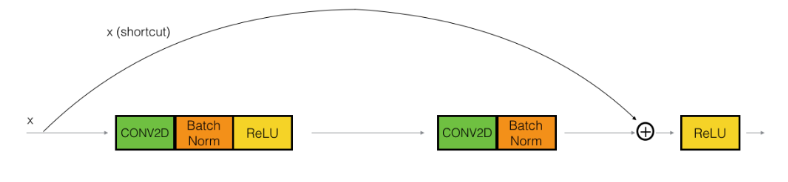 x (shortcut)
x
CONV2D
Batch
Norm
ReLU
CONV2D
Batch
Norm
ReLU